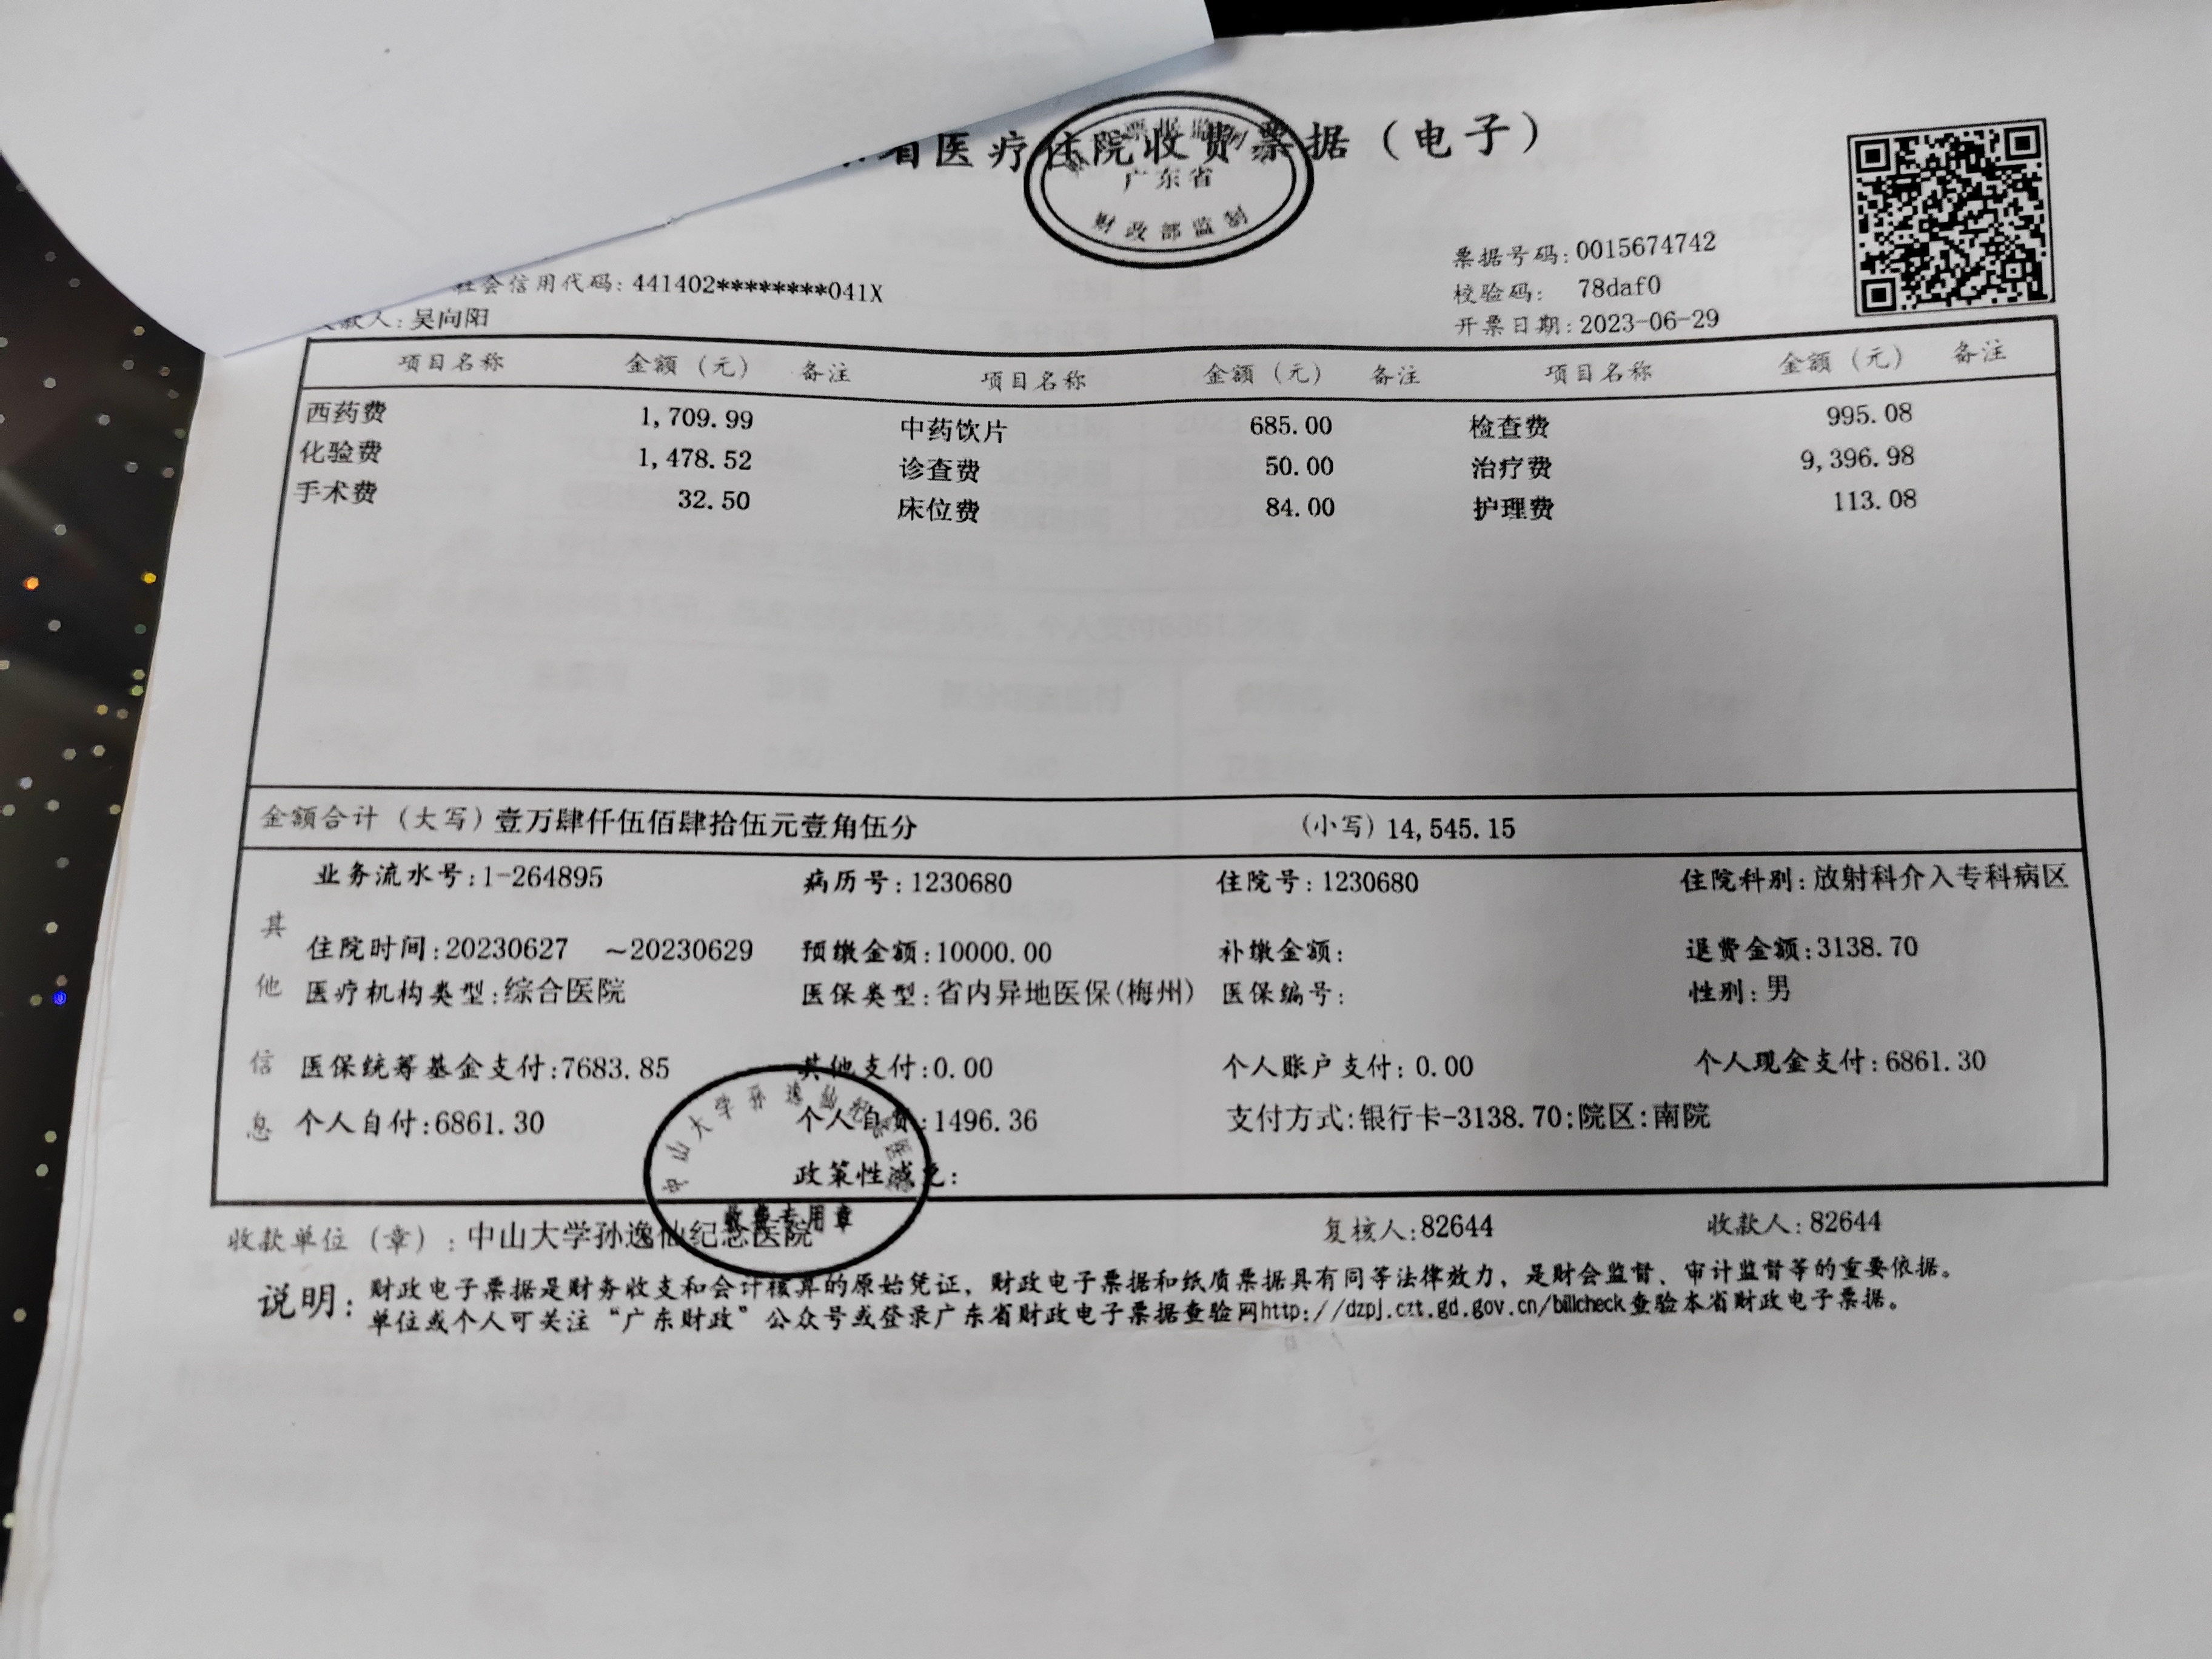 省医疗住院收费票据（电子）
广东省
财政部监制
票据号码:0015674742
社会信用代码: 441402********041X
校验码: 78daf0
款人: 吴向阳
开票日期:2023-06-29
项目名称 金额（元） 备注 项目名称 金额（元） 备注 项目名称 金额（元） 备注
西药费 1,709.99 中药饮片 685.00 检查费 995.08
化验费 1,478.52 诊查费 50.00 治疗费 9,396.98
手术费 32.50 床位费 84.00 护理费 113.08
金额合计（大写）壹万肆仟伍佰肆拾伍元壹角伍分 （小写）14,545.15
其他信息
业务流水号:1-264895 病历号:1230680 住院号:1230680 住院科别:放射科介入专科病区
住院时间:20230627 ~20230629 预缴金额:10000.00 补缴金额: 退费金额:3138.70
医疗机构类型:综合医院 医保类型:省内异地医保(梅州) 医保编号: 性别:男
医保统筹基金支付:7683.85 其他支付:0.00 个人账户支付: 0.00 个人现金支付:6861.30
个人自付:6861.30 个人自费:1496.36 支付方式:银行卡-3138.70;院区:南院
政策性减免:
中山大学孙逸仙纪念医院
收费专用章
收款单位（章）: 中山大学孙逸仙纪念医院 复核人:82644 收款人: 82644
说明: 财政电子票据是财务收支和会计核算的原始凭证, 财政电子票据和纸质票据具有同等法律效力, 是财会监督、审计监督等的重要依据。
单位或个人可关注“广东财政”公众号或登录广东省财政电子票据查验网http://dzpj.czt.gd.gov.cn/billcheck查验本省财政电子票据。